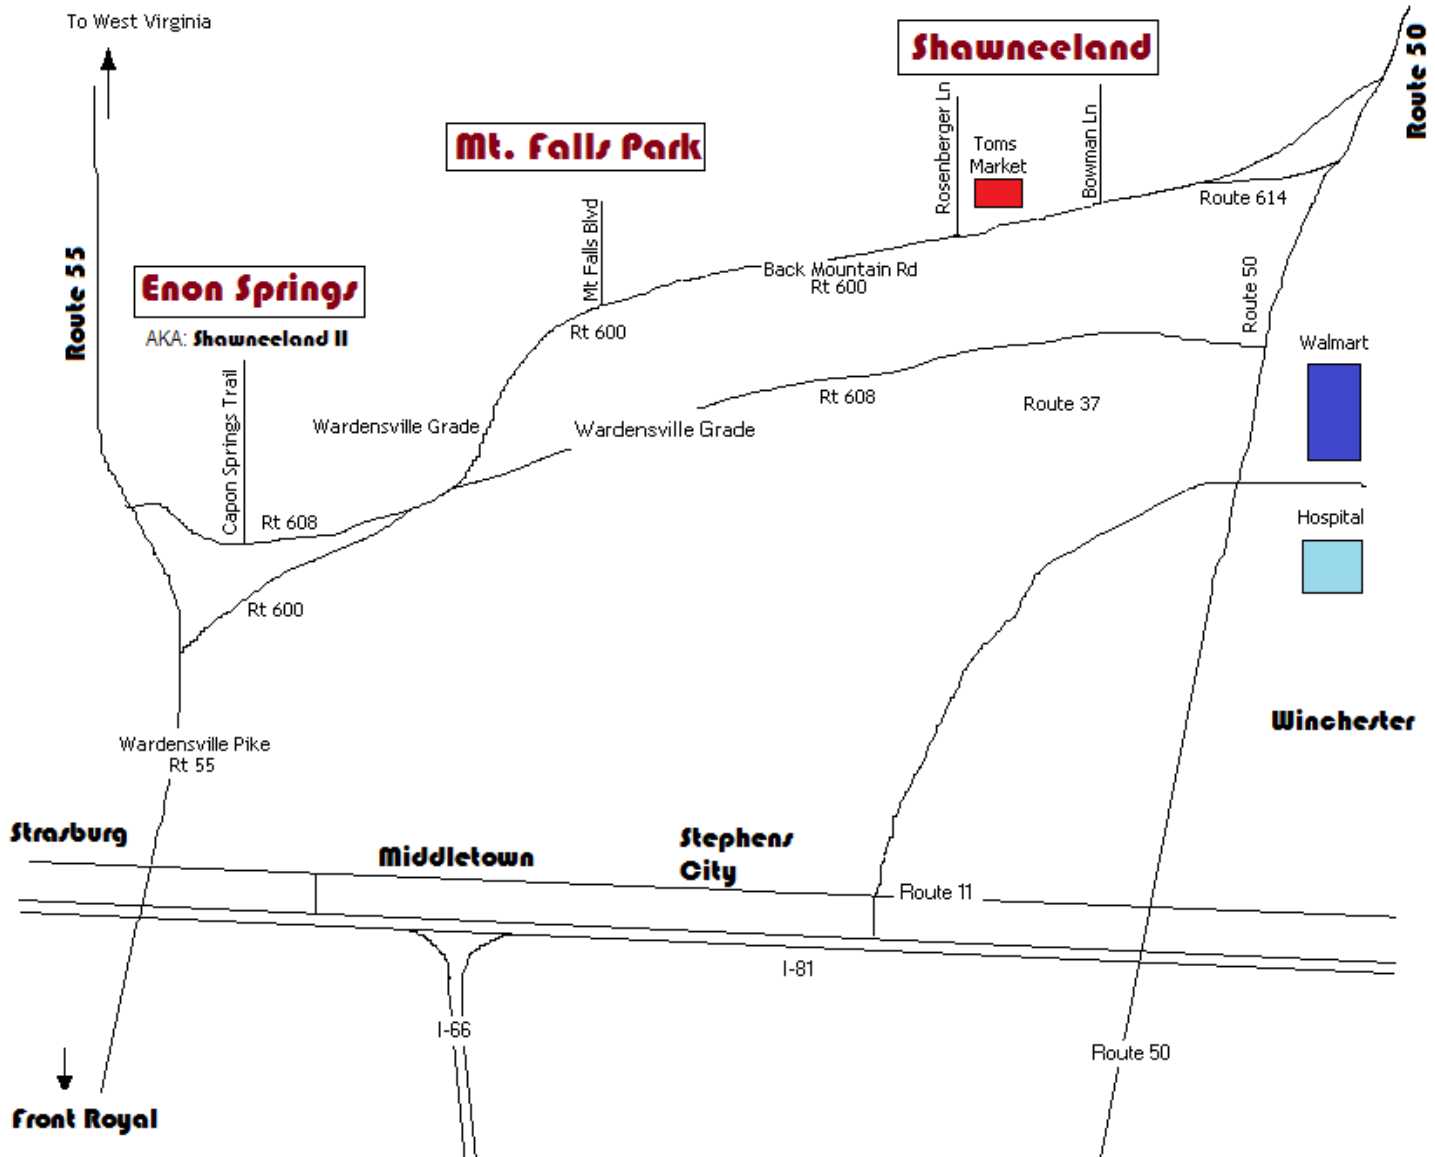 To West Virginia
Shawneeland
Route 50
Mt. Falls Park
Rosenberger Ln
Toms
Market
Bowman Ln
Route 614
Route 55
Enon Springs
AKA: Shawneeland II
Mt Falls Blvd
Back Mountain Rd
Rt 600
Route 50
Rt 600
Walmart
Capon Springs Trail
Rt 608
Route 37
Wardensville Grade
Wardensville Grade
Rt 608
Hospital
Rt 600
Winchester
Wardensville Pike
Rt 55
Strasburg
Middletown
Stephens
City
Route 11
I-81
I-66
Route 50
Front Royal